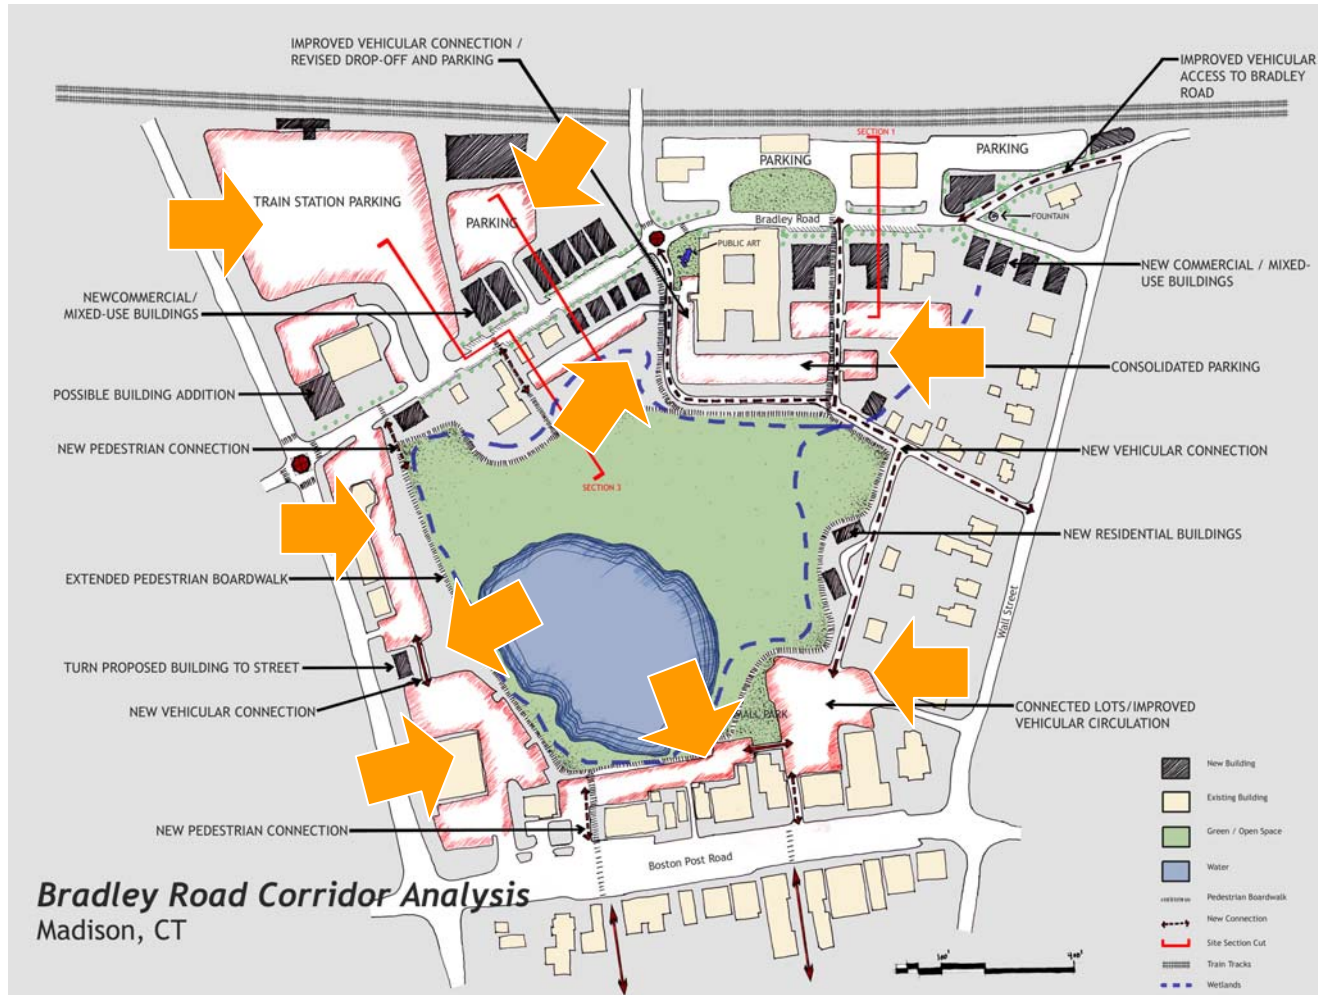 IMPROVED VEHICULAR CONNECTION /
REVISED DROP-OFF AND PARKING
IMPROVED VEHICULAR
ACCESS TO BRADLEY
ROAD
SECTION 1
PARKING
PARKING
TRAIN STATION PARKING
PARKING
Bradley Road
FOUNTAIN
PUBLIC ART
NEW COMMERCIAL / MIXED-
USE BUILDINGS
NEWCOMMERCIAL/
MIXED-USE BUILDINGS
CONSOLIDATED PARKING
POSSIBLE BUILDING ADDITION
NEW PEDESTRIAN CONNECTION
NEW VEHICULAR CONNECTION
SECTION 3
NEW RESIDENTIAL BUILDINGS
EXTENDED PEDESTRIAN BOARDWALK
Wall Street
TURN PROPOSED BUILDING TO STREET
NEW VEHICULAR CONNECTION
CONNECTED LOTS/IMPROVED
VEHICULAR CIRCULATION
PARK
NEW PEDESTRIAN CONNECTION
Boston Post Road
New Building
Existing Building
Green / Open Space
Water
Pedestrian Boardwalk
New Connection
Site Section Cut
Train Tracks
Wetlands
Bradley Road Corridor Analysis
Madison, CT